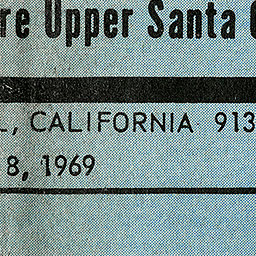 re Upper Santa
L, CALIFORNIA 913
8, 1969